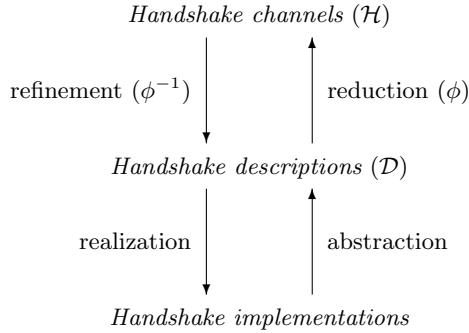 Handshake channels (ℋ)
refinement (ϕ⁻¹) reduction (ϕ)
Handshake descriptions (𝒟)
realization abstraction
Handshake implementations